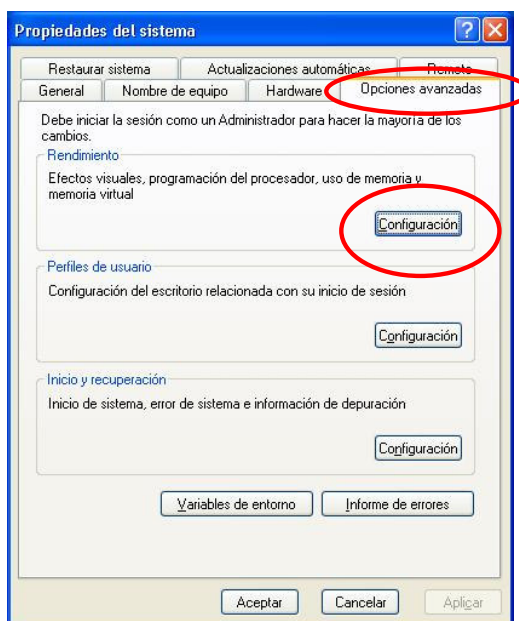 Propiedades del sistema
Restaurar sistema
Actualizaciones automáticas
Remoto
General
Nombre de equipo
Hardware
Opciones avanzadas
Debe iniciar la sesión como un Administrador para hacer la mayoría de los
cambios.
Rendimiento
Efectos visuales, programación del procesador, uso de memoria y
memoria virtual
Configuración
Perfiles de usuario
Configuración del escritorio relacionada con su inicio de sesión
Configuración
Inicio y recuperación
Inicio de sistema, error de sistema e información de depuración
Configuración
Variables de entorno
Informe de errores
Aceptar
Cancelar
Aplicar